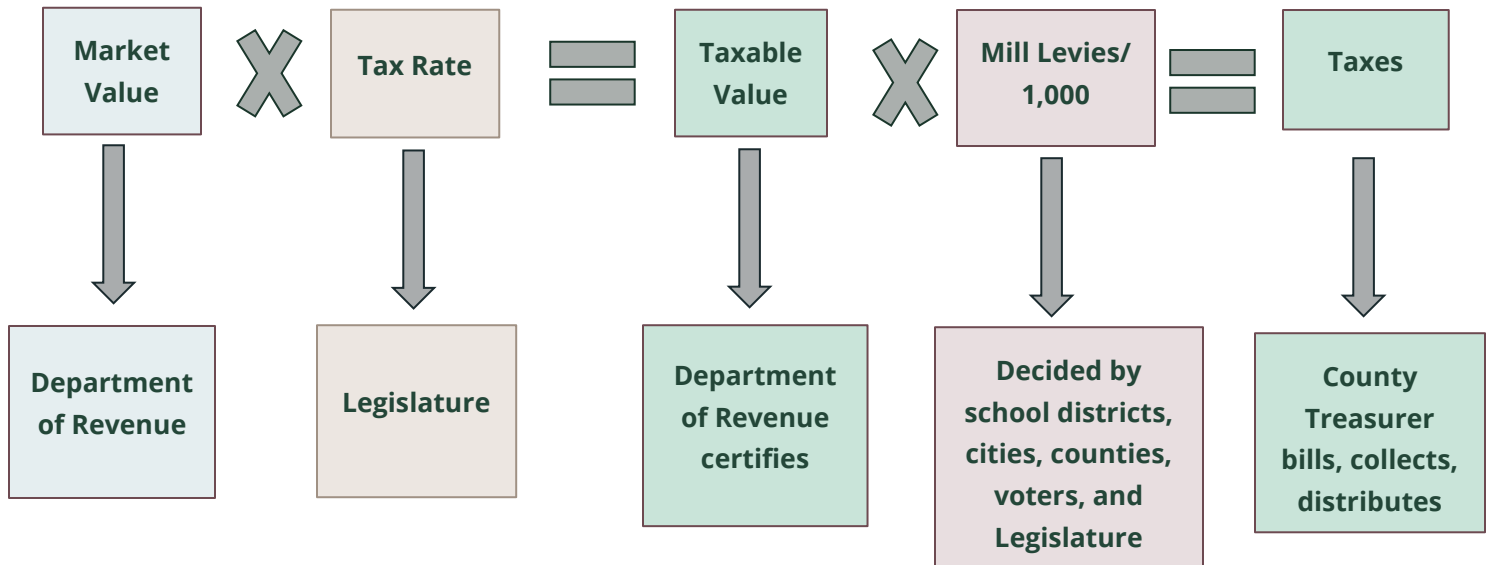 Market
Value
Tax Rate
Taxable
Value
Mill Levies/
1,000
Taxes
Department
of Revenue
Legislature
Department
of Revenue
certifies
Decided by
school districts,
cities, counties,
voters, and
Legislature
County
Treasurer
bills, collects,
distributes